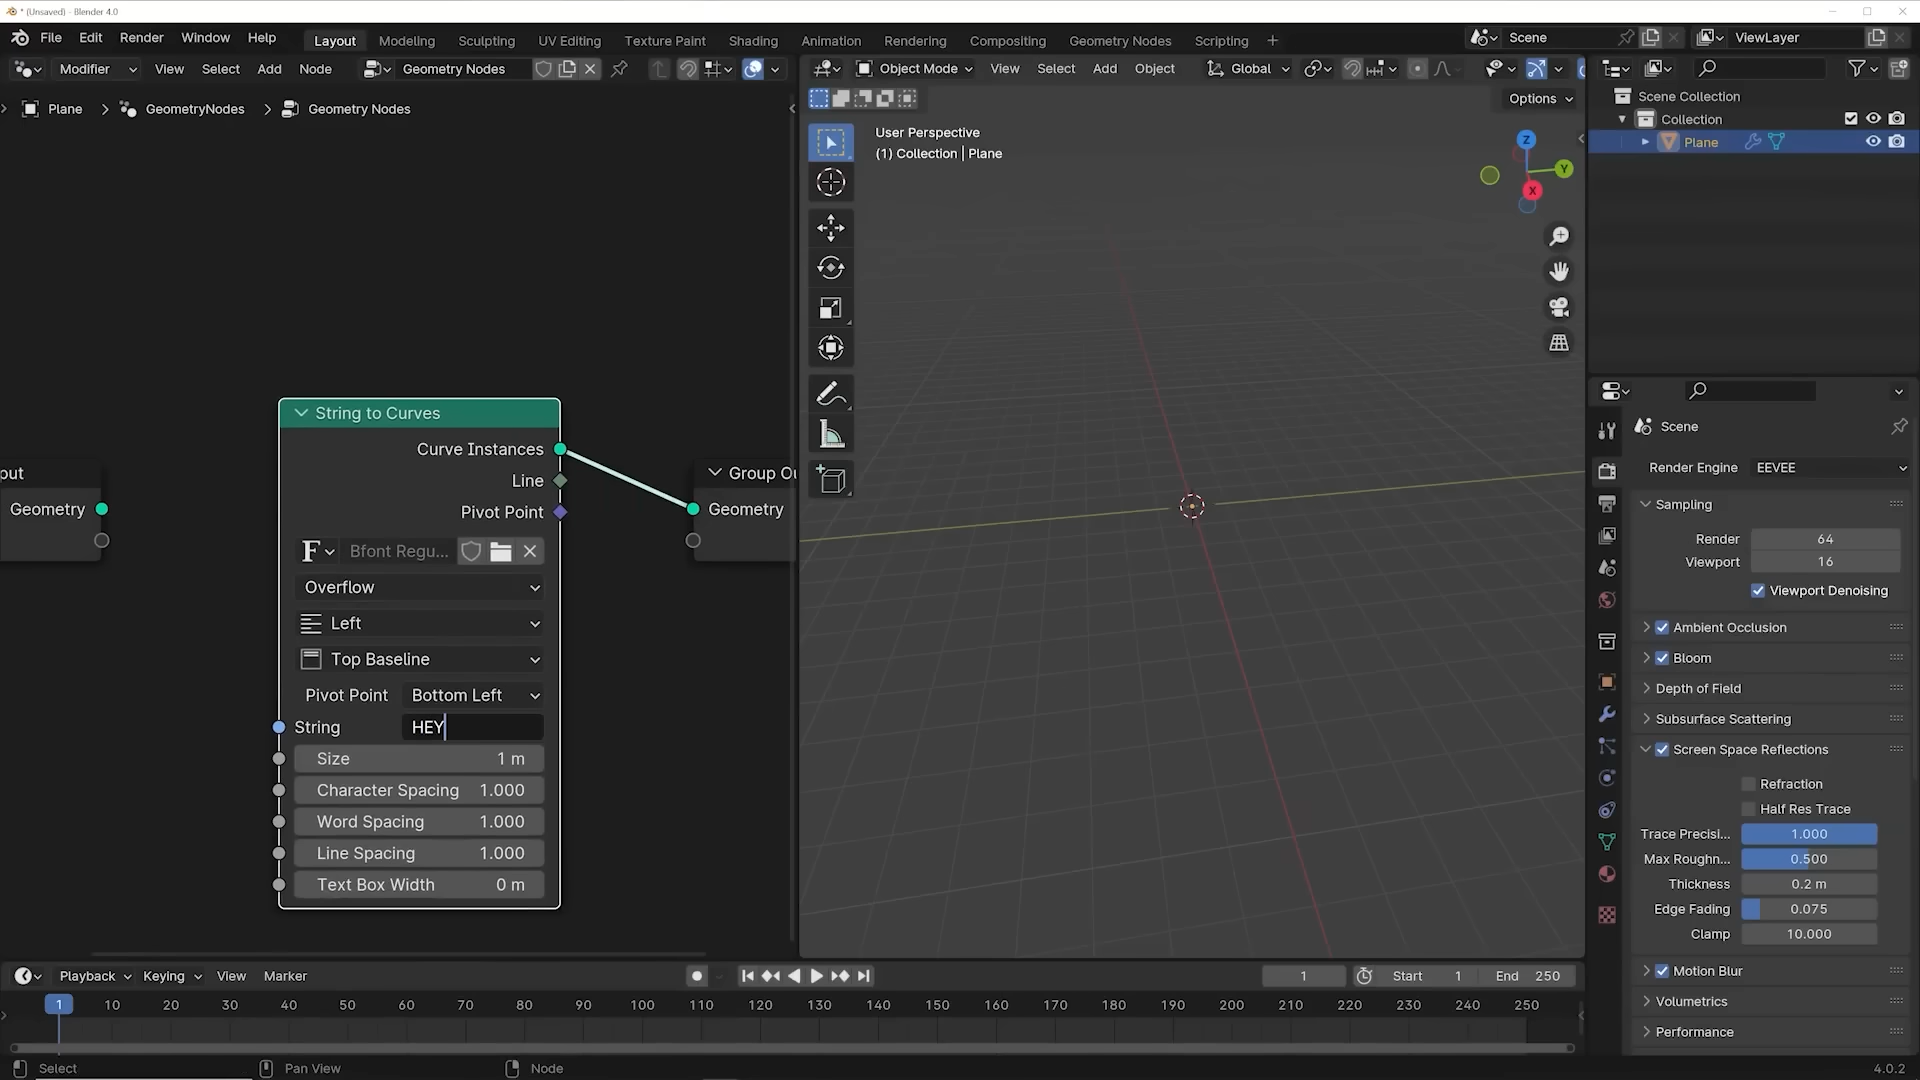 * (Unsaved) - Blender 4.0
File Edit Render Window Help Layout Modeling Sculpting UV Editing Texture Paint Shading Animation Rendering Compositing Geometry Nodes Scripting + Scene ViewLayer
Modifier View Select Add Node Geometry Nodes
Object Mode View Select Add Object Global
Plane > GeometryNodes > Geometry Nodes
Options
User Perspective
(1) Collection | Plane
Z
Y
X
Scene Collection
Collection
Plane
String to Curves
Curve Instances
Line
Pivot Point
put
Geometry
Group Ou
Geometry
F Bfont Regu...
Overflow
Left
Top Baseline
Pivot Point Bottom Left
String HEY
Size 1 m
Character Spacing 1.000
Word Spacing 1.000
Line Spacing 1.000
Text Box Width 0 m
Scene
Render Engine EEVEE
Sampling
Render 64
Viewport 16
Viewport Denoising
Ambient Occlusion
Bloom
Depth of Field
Subsurface Scattering
Screen Space Reflections
Refraction
Half Res Trace
Trace Precisi... 1.000
Max Roughn... 0.500
Thickness 0.2 m
Edge Fading 0.075
Clamp 10.000
Motion Blur
Volumetrics
Performance
Playback Keying View Marker 1 Start 1 End 250
1 10 20 30 40 50 60 70 80 90 100 110 120 130 140 150 160 170 180 190 200 210 220 230 240 250
Select Pan View Node 4.0.2